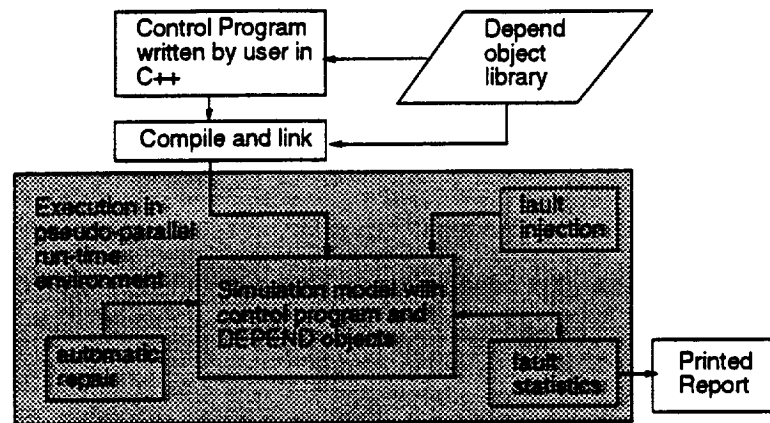 Control Program
written by user in
C++
Depend
object
library
Compile and link
Execution in
pseudo-parallel
run-time
environment
fault
injection
Simulation model with
control program and
DEPEND objects
automatic
repair
fault
statistics
Printed
Report